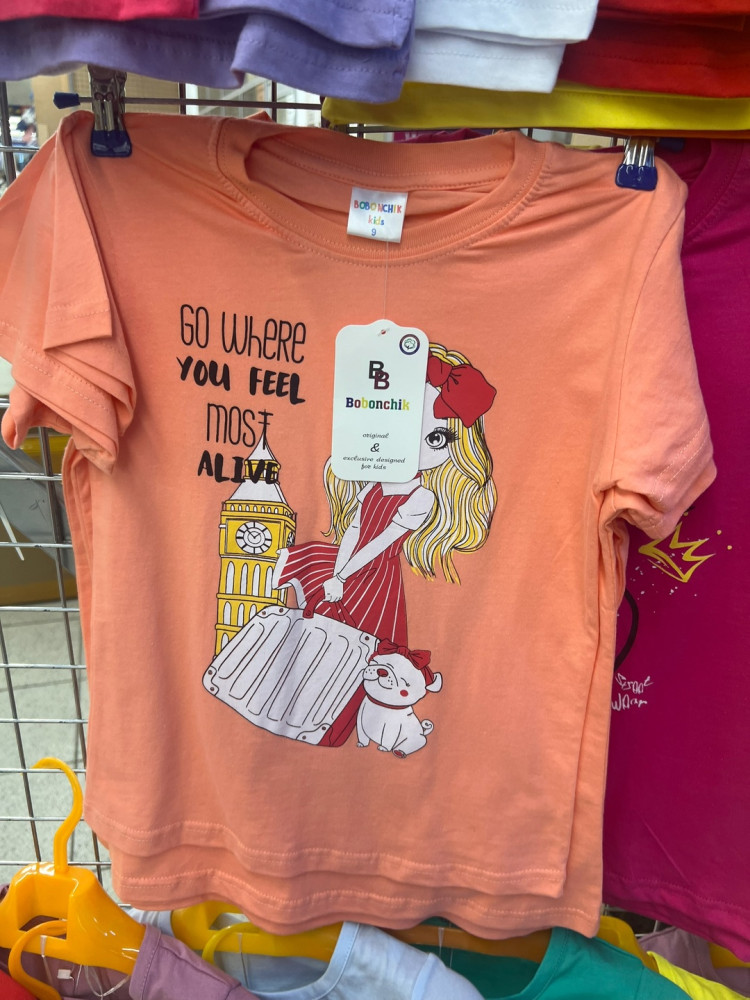 BOBONCHIK
kids
9
GO WHERE
YOU FEEL
MOST
ALIVE
BB
Bobonchik
original
&
exclusive designed
for kids